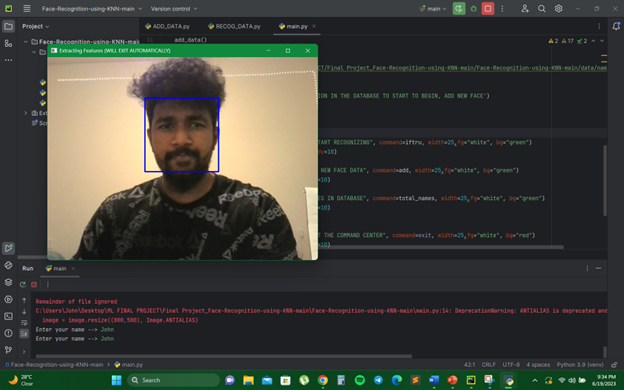 Face-Recognition-using-KNN-main
Version control
main
Project
ADD_DATA.py
RECOG_DATA.py
main.py
Face-Recognition-using-KNN-main
add_data()
2 17 2
Extracting Features (WILL EXIT AUTOMATICALLY)
CT/Final Project_Face-Recognition-using-KNN-main/Face-Recognition-using-KNN-main/data/nam
ION IN THE DATABASE TO START TO BEGIN, ADD NEW FACE")
TART RECOGNIZING", command=iftru, width=25,fg="white", bg="green")
dy=10)
NEW FACE DATA", command=add, width=25,fg="white", bg="green")
=10)
ES IN DATABASE", command=total_names, width=25,fg="white", bg="green")
=10)
T THE COMMAND CENTER", command=exit, width=25,fg="white", bg="red")
=10)
Ext
Scr
Reebok
Run
main
Remainder of file ignored
C:\Users\John\Desktop\ML FINAL PROJECT\Final Project_Face-Recognition-using-KNN-main\Face-Recognition-using-KNN-main\main.py:14: DeprecationWarning: ANTIALIAS is deprecated and
image = image.resize((800,500), Image.ANTIALIAS)
Enter your name --> John
Enter your name --> John
Face-Recognition-using-KNN-main
main.py
42:1 CRLF UTF-8 4 spaces Python 3.9 (venv)
28°C
Clear
Search
9:34 PM
6/19/2023